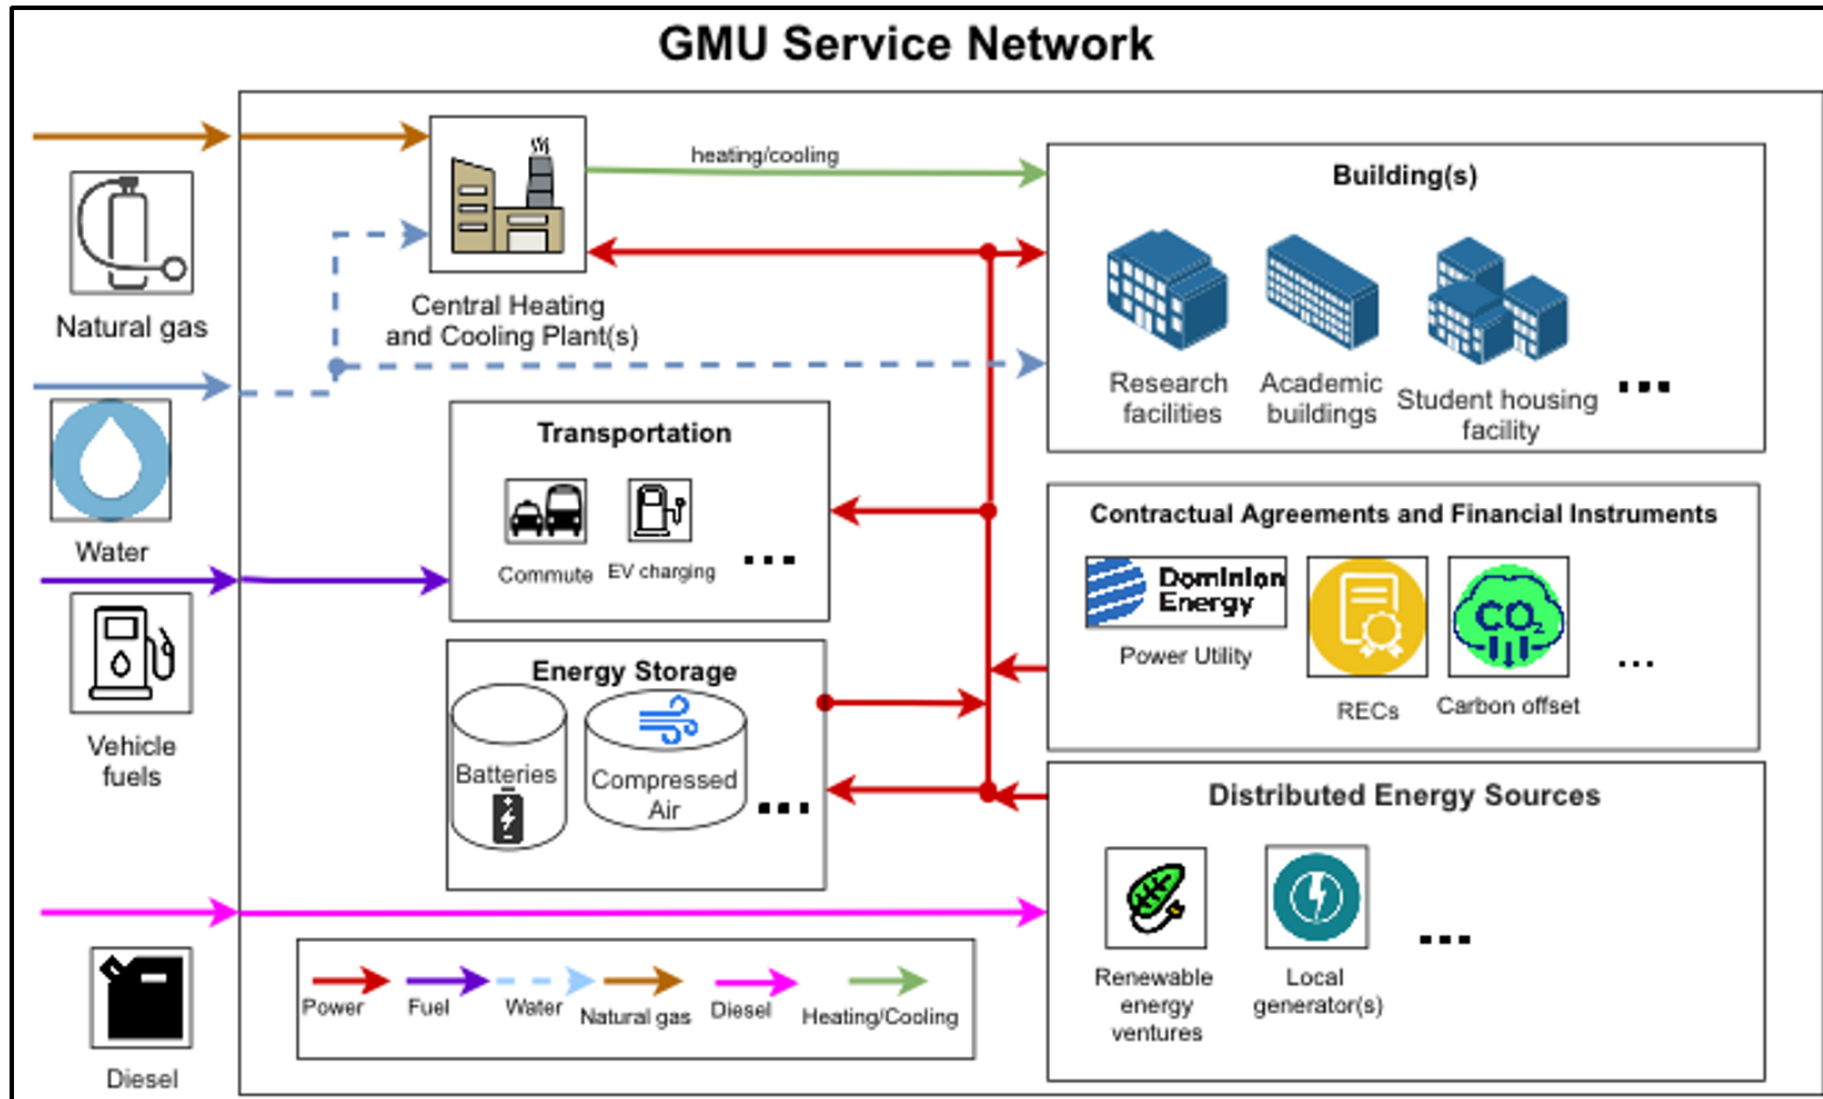 GMU Service Network
Natural gas
Water
Vehicle
fuels
Diesel
Central Heating
and Cooling Plant(s)
heating/cooling
Building(s)
Research
facilities
Academic
buildings
Student housing
facility
...
Transportation
Commute
EV charging
...
Contractual Agreements and Financial Instruments
Dominion
Energy
Power Utility
RECs
CO2
Carbon offset
...
Energy Storage
Batteries
Compressed
Air
...
Distributed Energy Sources
Renewable
energy
ventures
Local
generator(s)
...
Power
Fuel
Water
Natural gas
Diesel
Heating/Cooling